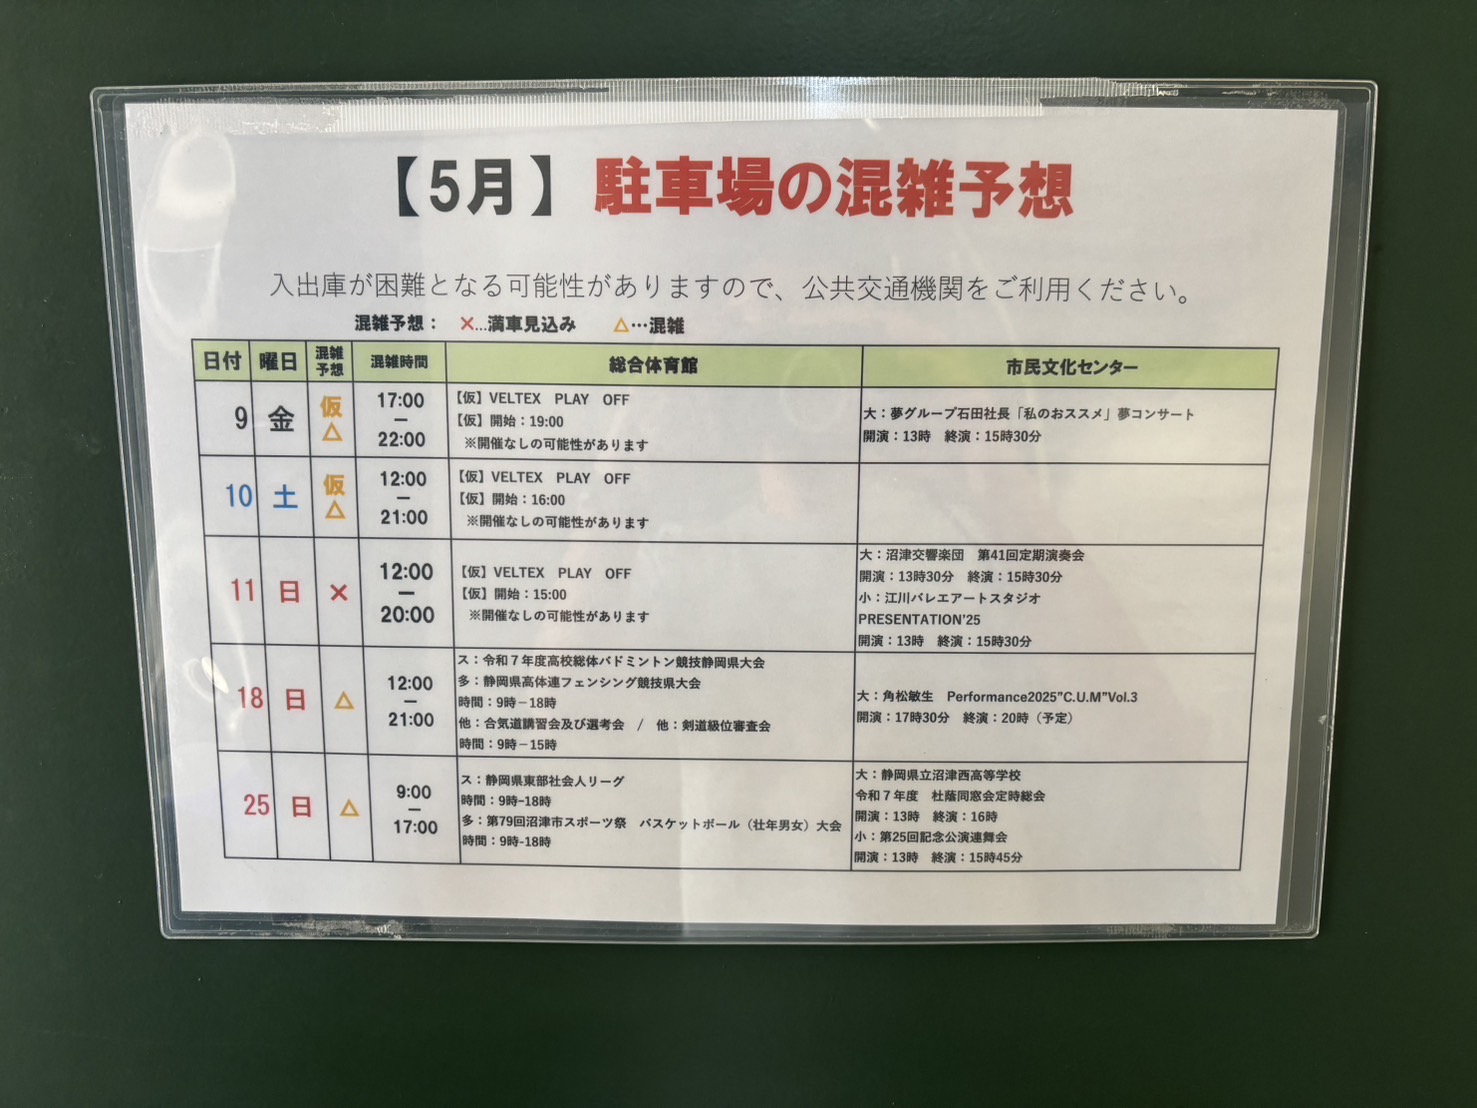 【5月】 駐車場の混雑予想
入出庫が困難となる可能性がありますので、公共交通機関をご利用ください。
混雑予想： ×…満車見込み △…混雑
日付 曜日 混雑予想 混雑時間 総合体育館 市民文化センター
9 金 仮△ 17:00－22:00
【仮】VELTEX PLAY OFF
【仮】開始：19:00
※開催なしの可能性があります
大：夢グループ石田社長「私のおススメ」夢コンサート
開演：13時 終演：15時30分
10 土 仮△ 12:00－21:00
【仮】VELTEX PLAY OFF
【仮】開始：16:00
※開催なしの可能性があります
11 日 × 12:00－20:00
【仮】VELTEX PLAY OFF
【仮】開始：15:00
※開催なしの可能性があります
大：沼津交響楽団 第41回定期演奏会
開演：13時30分 終演：15時30分
小：江川バレエアートスタジオ
PRESENTATION'25
開演：13時 終演：15時30分
18 日 △ 12:00－21:00
ス：令和７年度高校総体バドミントン競技静岡県大会
多：静岡県高体連フェンシング競技県大会
時間：9時－18時
他：合気道講習会及び選考会 / 他：剣道級位審査会
時間：9時－15時
大：角松敏生 Performance2025"C.U.M"Vol.3
開演：17時30分 終演：20時（予定）
25 日 △ 9:00－17:00
ス：静岡県東部社会人リーグ
時間：9時-18時
多：第79回沼津市スポーツ祭 バスケットボール（壮年男女）大会
時間：9時-18時
大：静岡県立沼津西高等学校
令和７年度 杜蔭同窓会定時総会
開演：13時 終演：16時
小：第25回記念公演連舞会
開演：13時 終演：15時45分